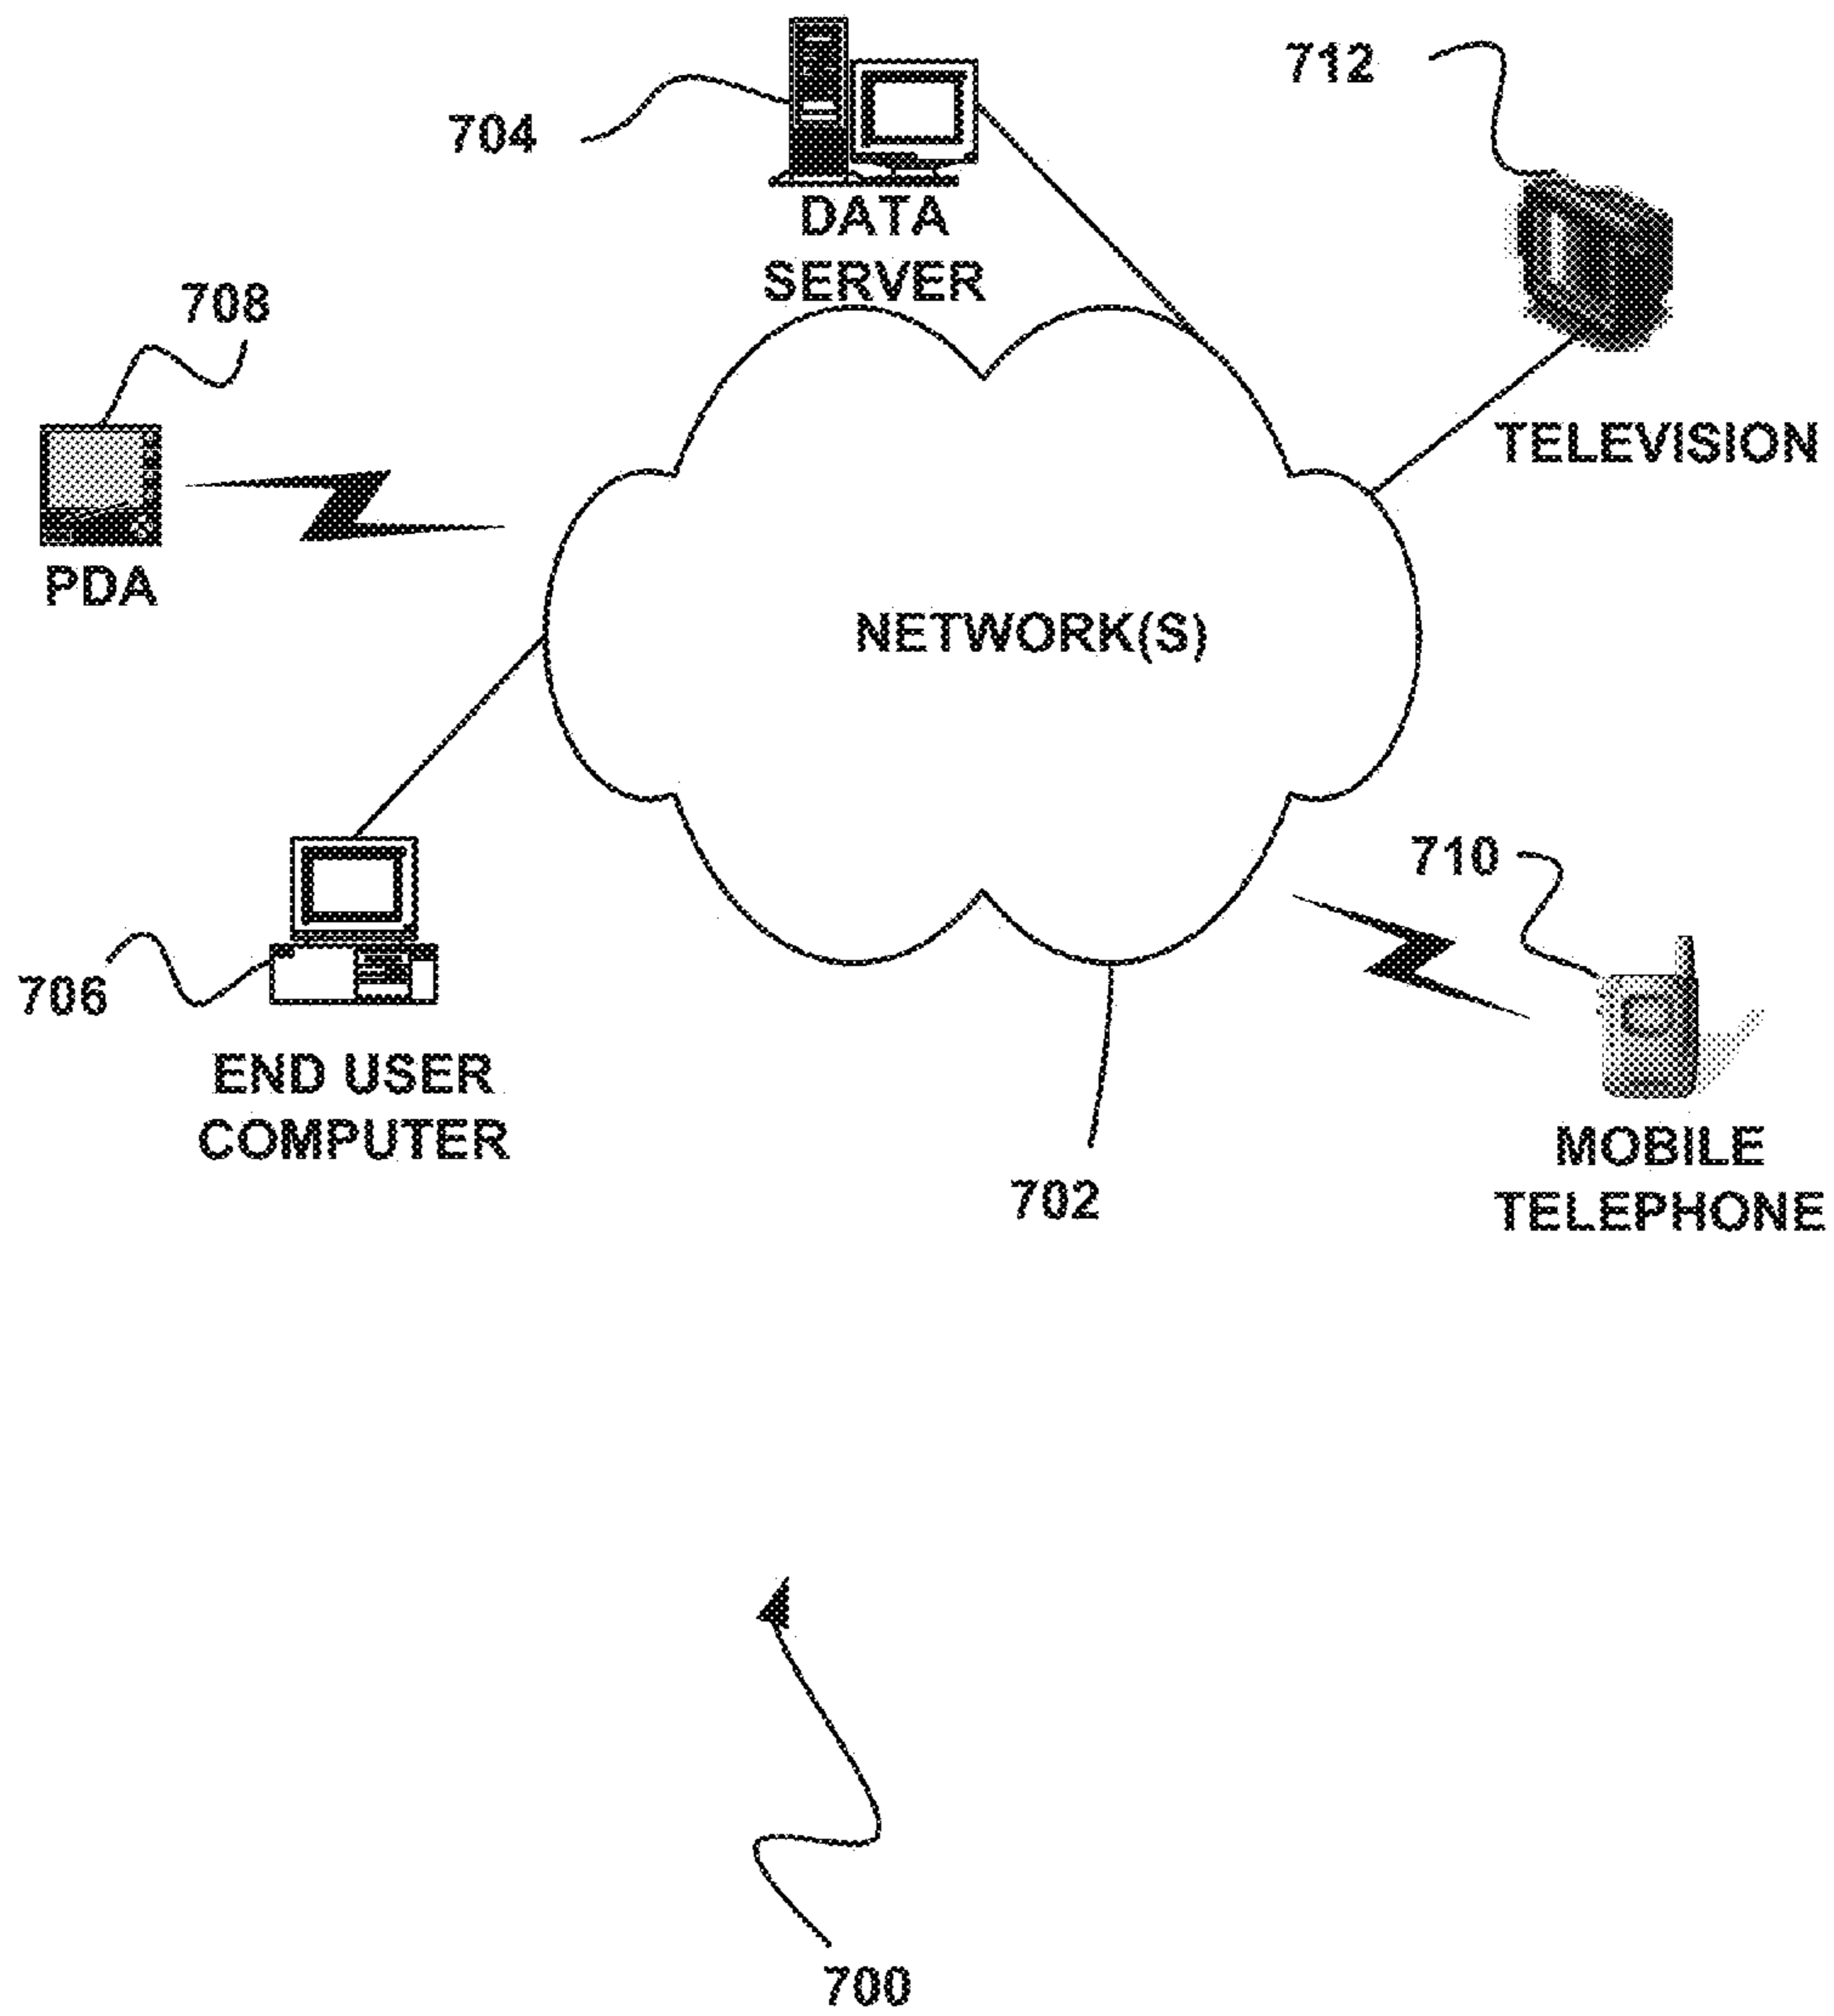 712
704
DATA
SERVER
708
TELEVISION
PDA
NETWORK(S)
710
706
END USER
COMPUTER
MOBILE
TELEPHONE
702
700